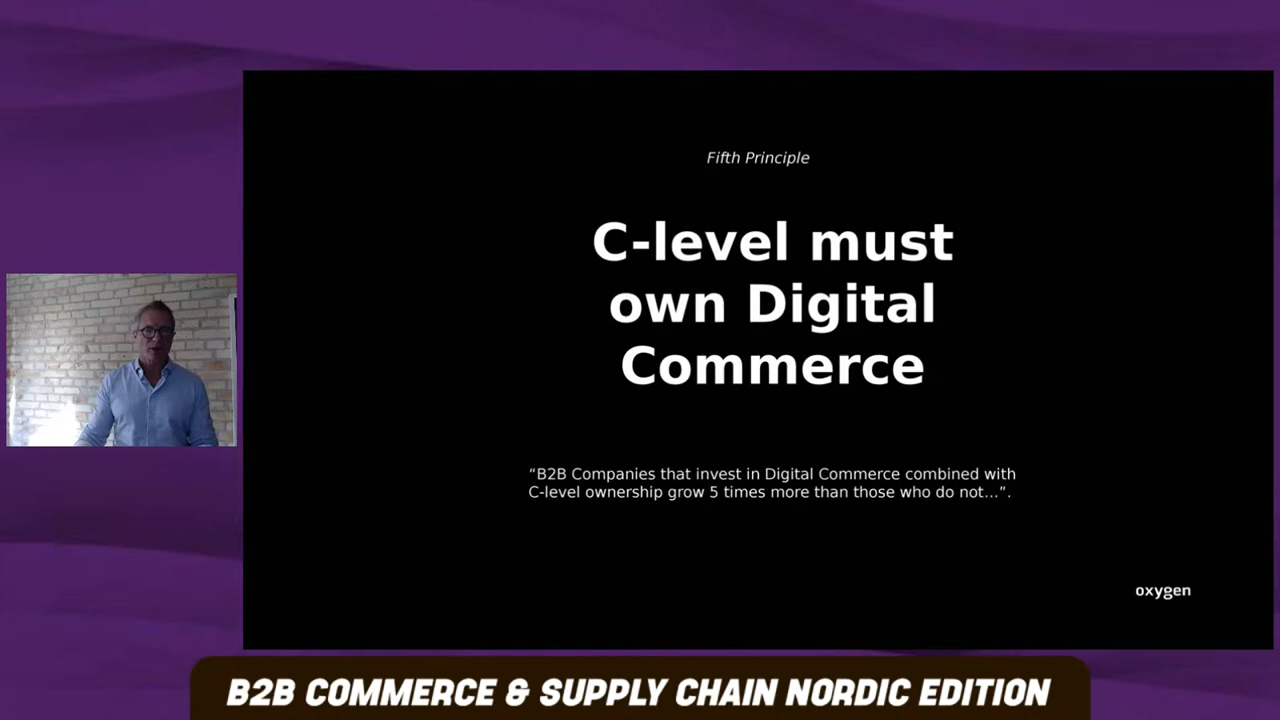 Fifth Principle
C-level must
own Digital
Commerce
“B2B Companies that invest in Digital Commerce combined with
C-level ownership grow 5 times more than those who do not...”.
oxygen
B2B COMMERCE & SUPPLY CHAIN NORDIC EDITION